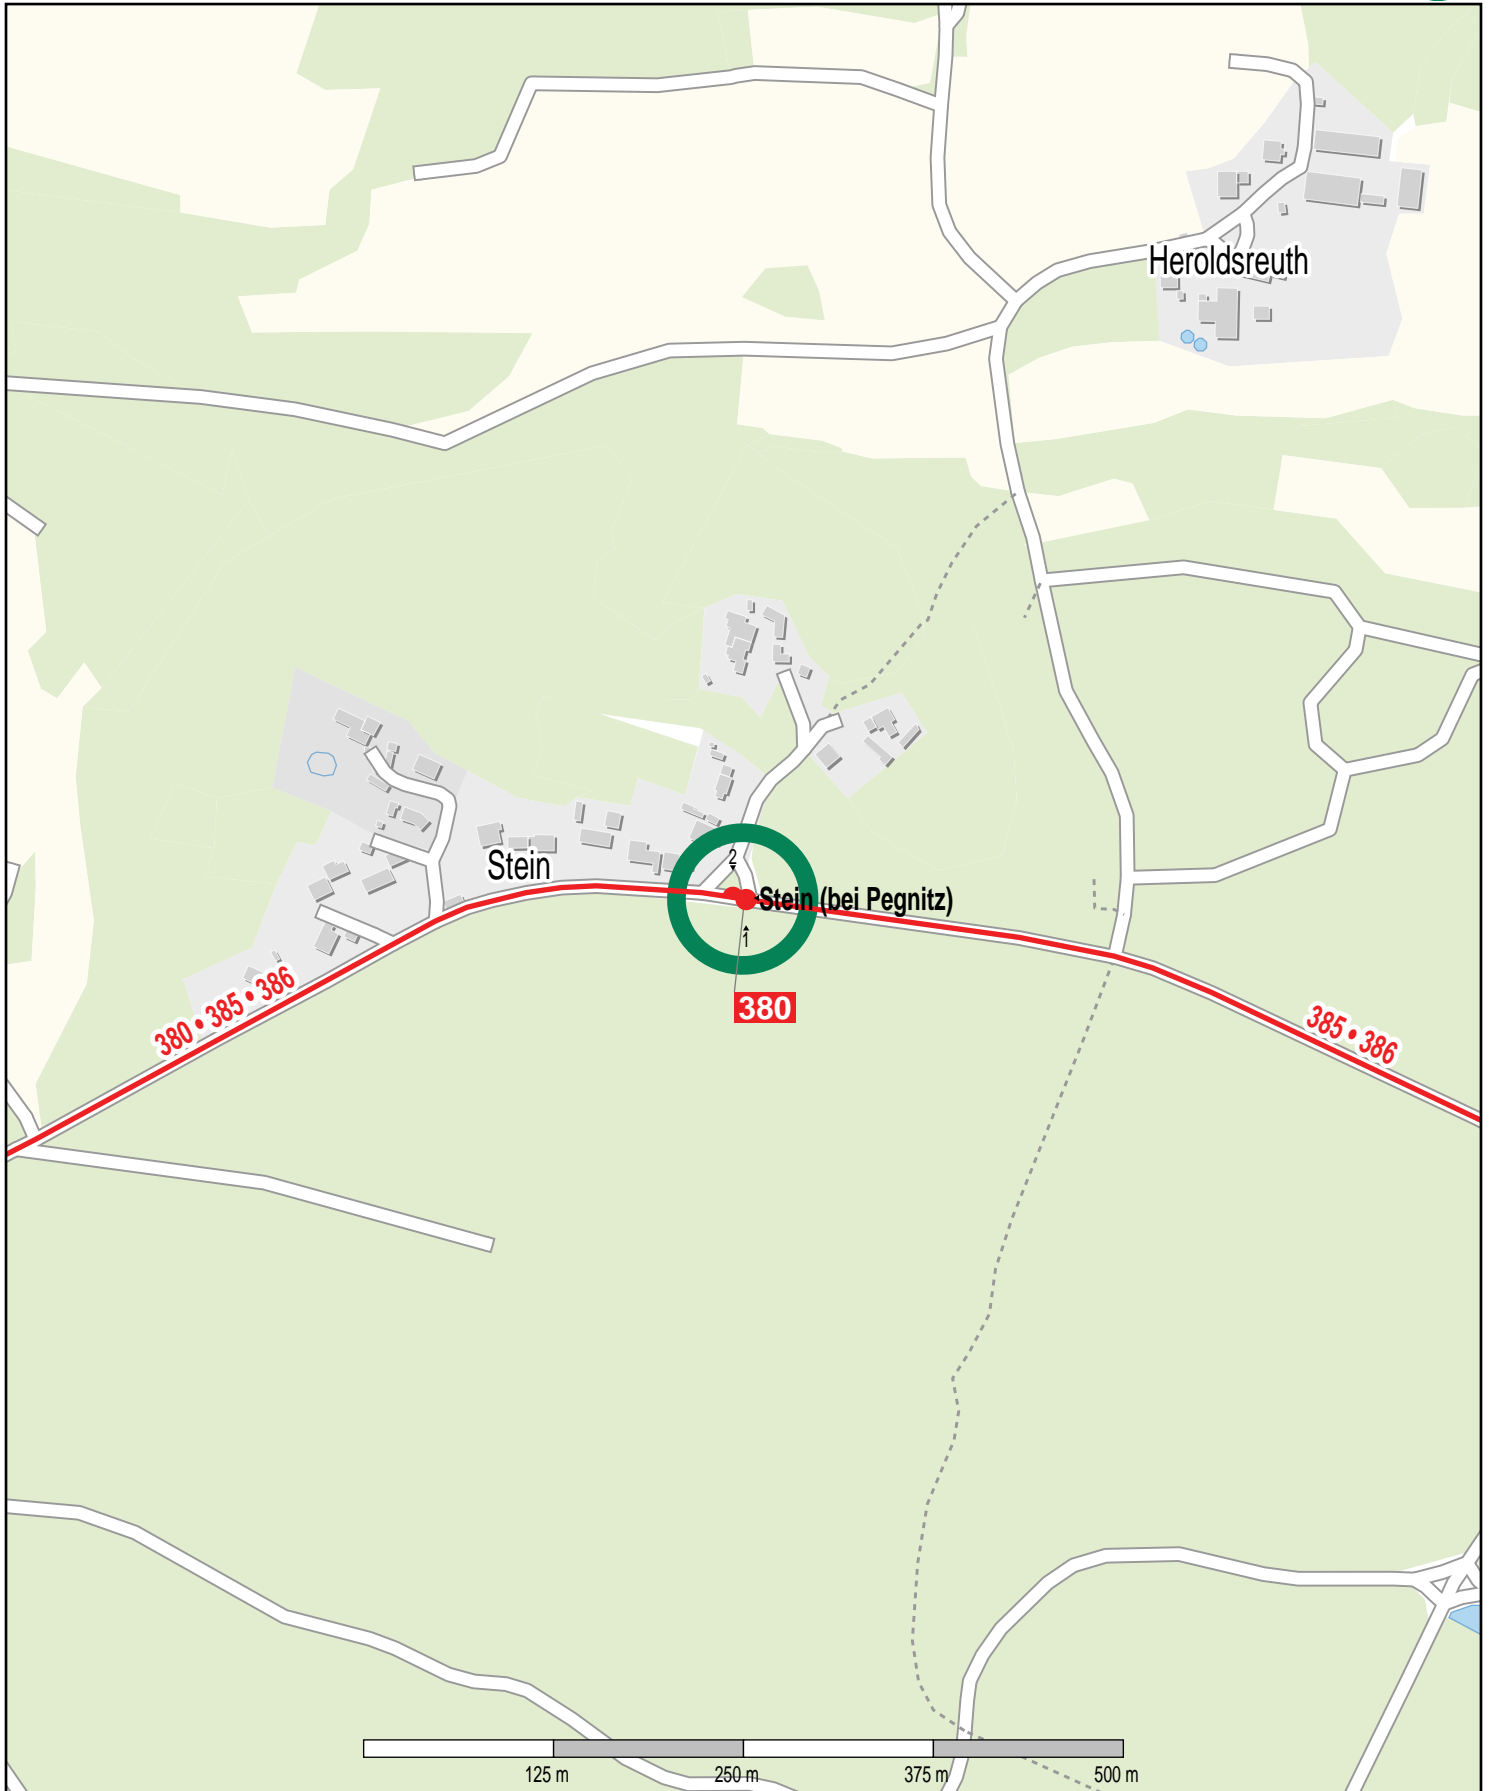 Heroldsreuth
2
Stein
Stein (bei Pegnitz)
1
380 • 385 • 386
380
385 • 386
125 m 250 m 375 m 500 m